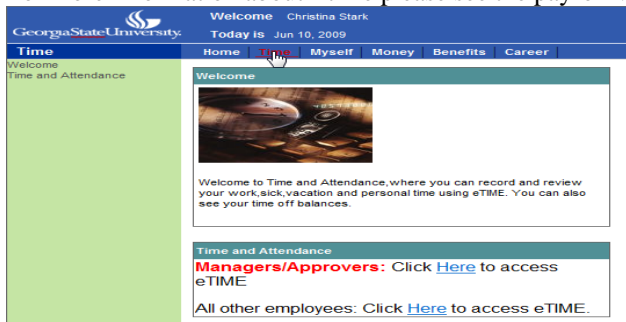 Welcome Christina Stark
GeorgiaStateUniversity.
Today is Jun 10, 2009
Time
Home Time Myself Money Benefits Career
Welcome
Time and Attendance
Welcome
Welcome to Time and Attendance,where you can record and review
your work,sick,vacation and personal time using eTIME. You can also
see your time off balances.
Time and Attendance
Managers/Approvers: Click Here to access
eTIME
All other employees: Click Here to access eTIME.